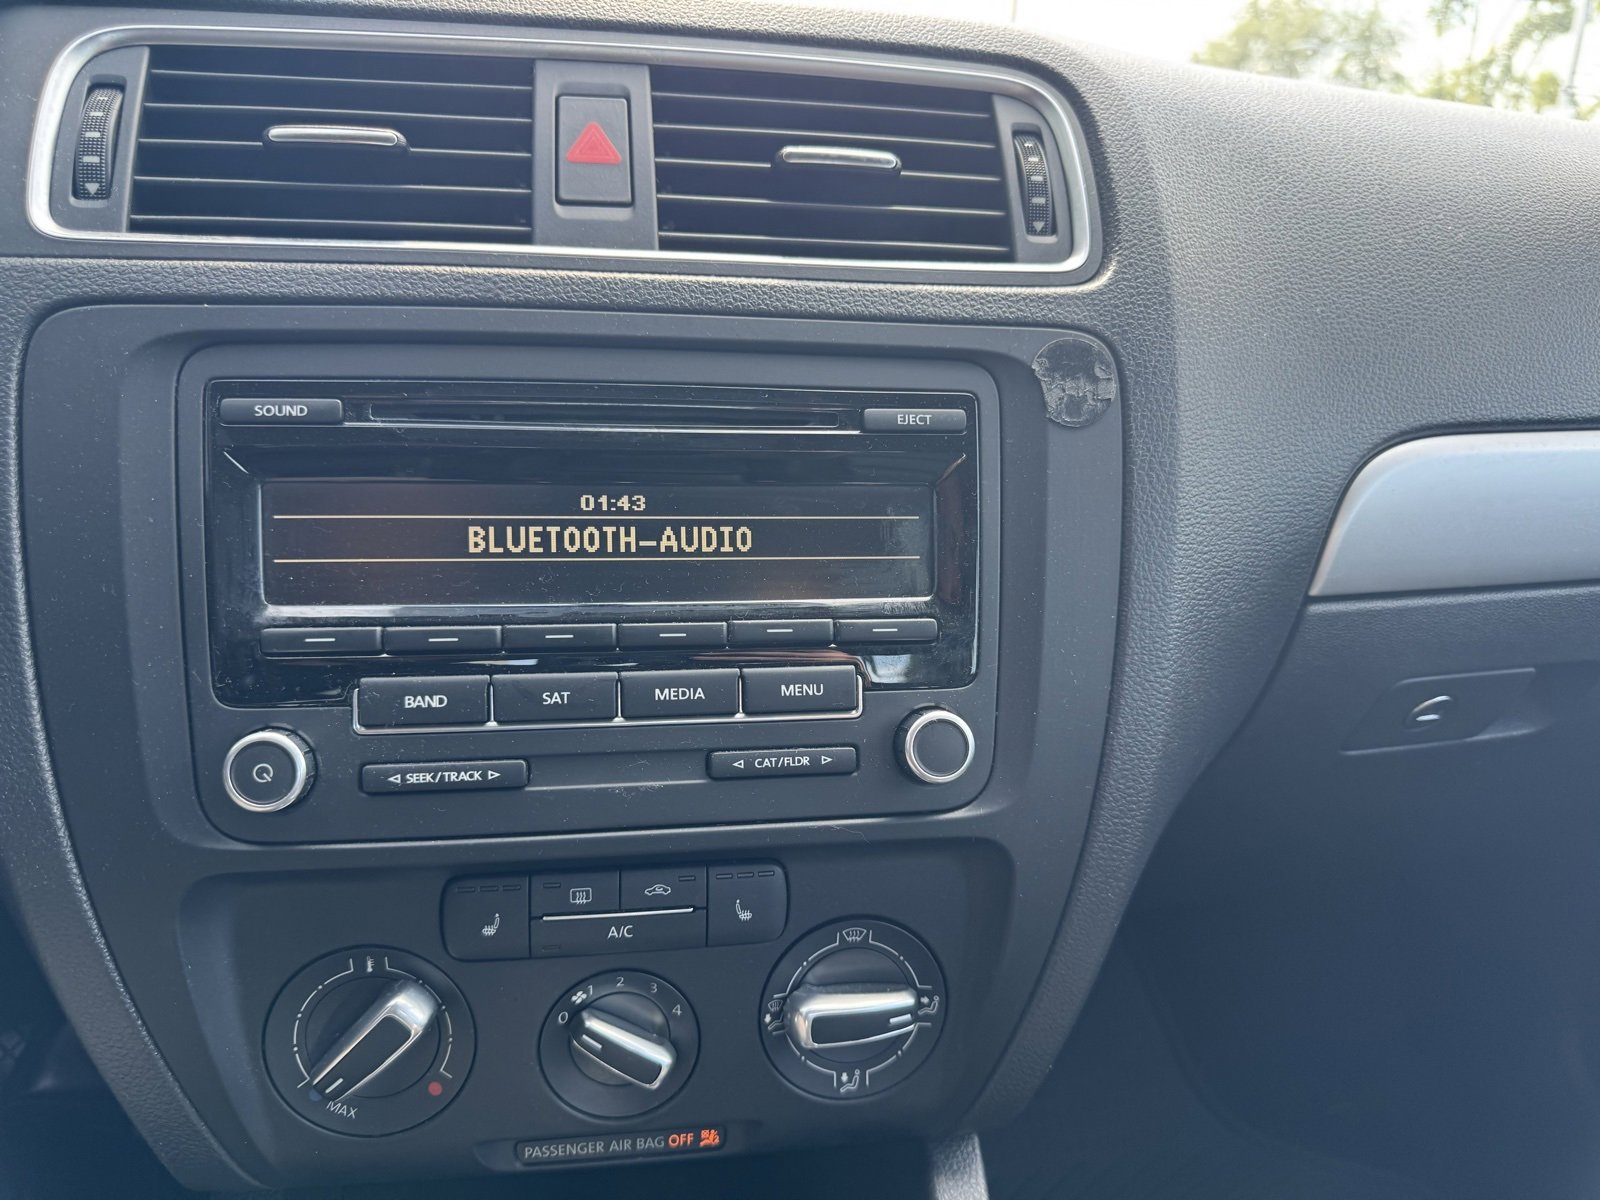 SOUND
EJECT
01:43
BLUETOOTH-AUDIO
BAND
SAT
MEDIA
MENU
SEEK/TRACK
CAT/FLDR
A/C
0 1 2 3 4
MAX
PASSENGER AIR BAG OFF